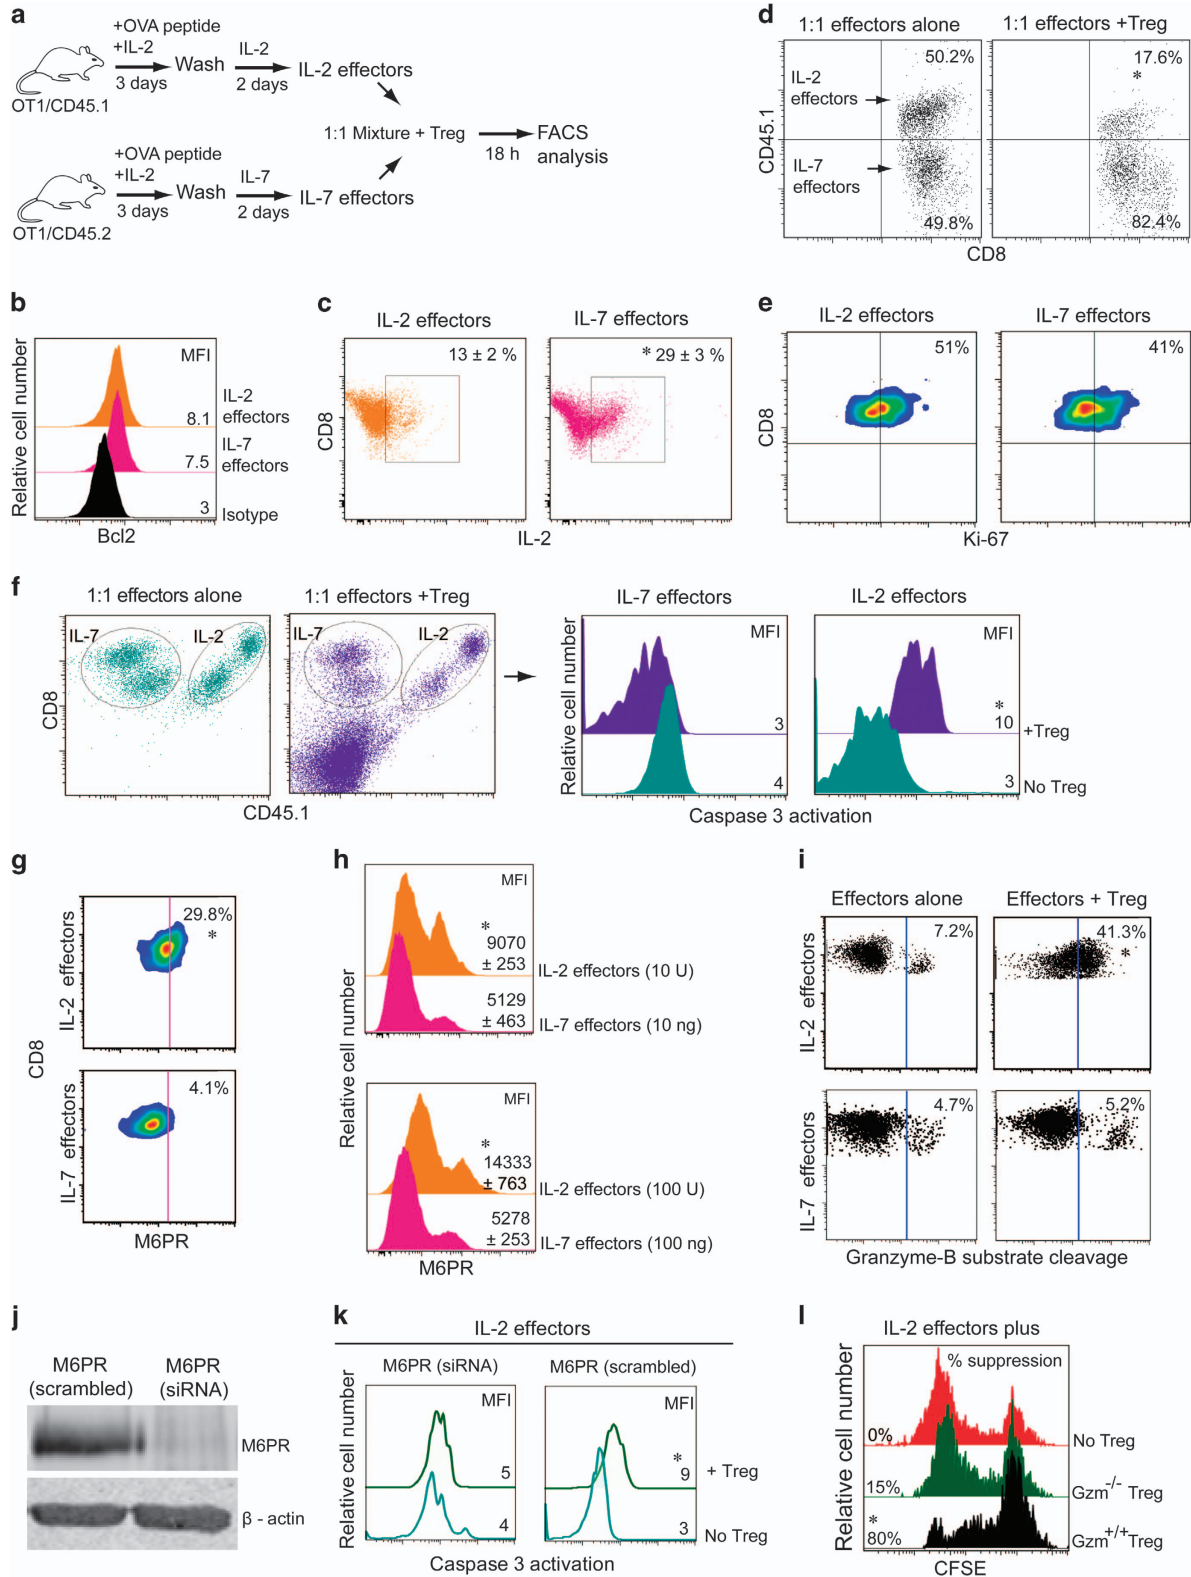 a
+OVA peptide
+IL-2
3 days
Wash
IL-2
2 days
IL-2 effectors
OT1/CD45.1
1:1 Mixture + Treg
18 h
FACS
analysis
+OVA peptide
+IL-2
3 days
Wash
IL-7
2 days
IL-7 effectors
OT1/CD45.2
d
1:1 effectors alone
1:1 effectors +Treg
50.2%
17.6%
*
IL-2
effectors
IL-7
effectors
49.8%
82.4%
CD45.1
CD8
b
Relative cell number
MFI
8.1
IL-2
effectors
7.5
IL-7
effectors
3
Isotype
Bcl2
c
IL-2 effectors
IL-7 effectors
13 ± 2 %
* 29 ± 3 %
CD8
IL-2
e
IL-2 effectors
IL-7 effectors
51%
41%
CD8
Ki-67
f
1:1 effectors alone
1:1 effectors +Treg
IL-7
IL-2
IL-7
IL-2
CD8
CD45.1
IL-7 effectors
IL-2 effectors
Relative cell number
MFI
3
4
MFI
*
10
+Treg
3
No Treg
Caspase 3 activation
g
CD8
IL-2 effectors
29.8%
*
IL-7 effectors
4.1%
M6PR
h
Relative cell number
MFI
*
9070
± 253
IL-2 effectors (10 U)
5129
± 463
IL-7 effectors (10 ng)
MFI
*
14333
± 763
IL-2 effectors (100 U)
5278
± 253
IL-7 effectors (100 ng)
M6PR
i
Effectors alone
Effectors + Treg
IL-2 effectors
7.2%
41.3%
*
IL-7 effectors
4.7%
5.2%
Granzyme-B substrate cleavage
j
M6PR
(scrambled)
M6PR
(siRNA)
M6PR
β - actin
k
IL-2 effectors
M6PR (siRNA)
M6PR (scrambled)
Relative cell number
MFI
5
4
MFI
*
9
+ Treg
3
No Treg
Caspase 3 activation
l
IL-2 effectors plus
Relative cell number
% suppression
0%
No Treg
15%
Gzm-/- Treg
*
80%
Gzm+/+Treg
CFSE